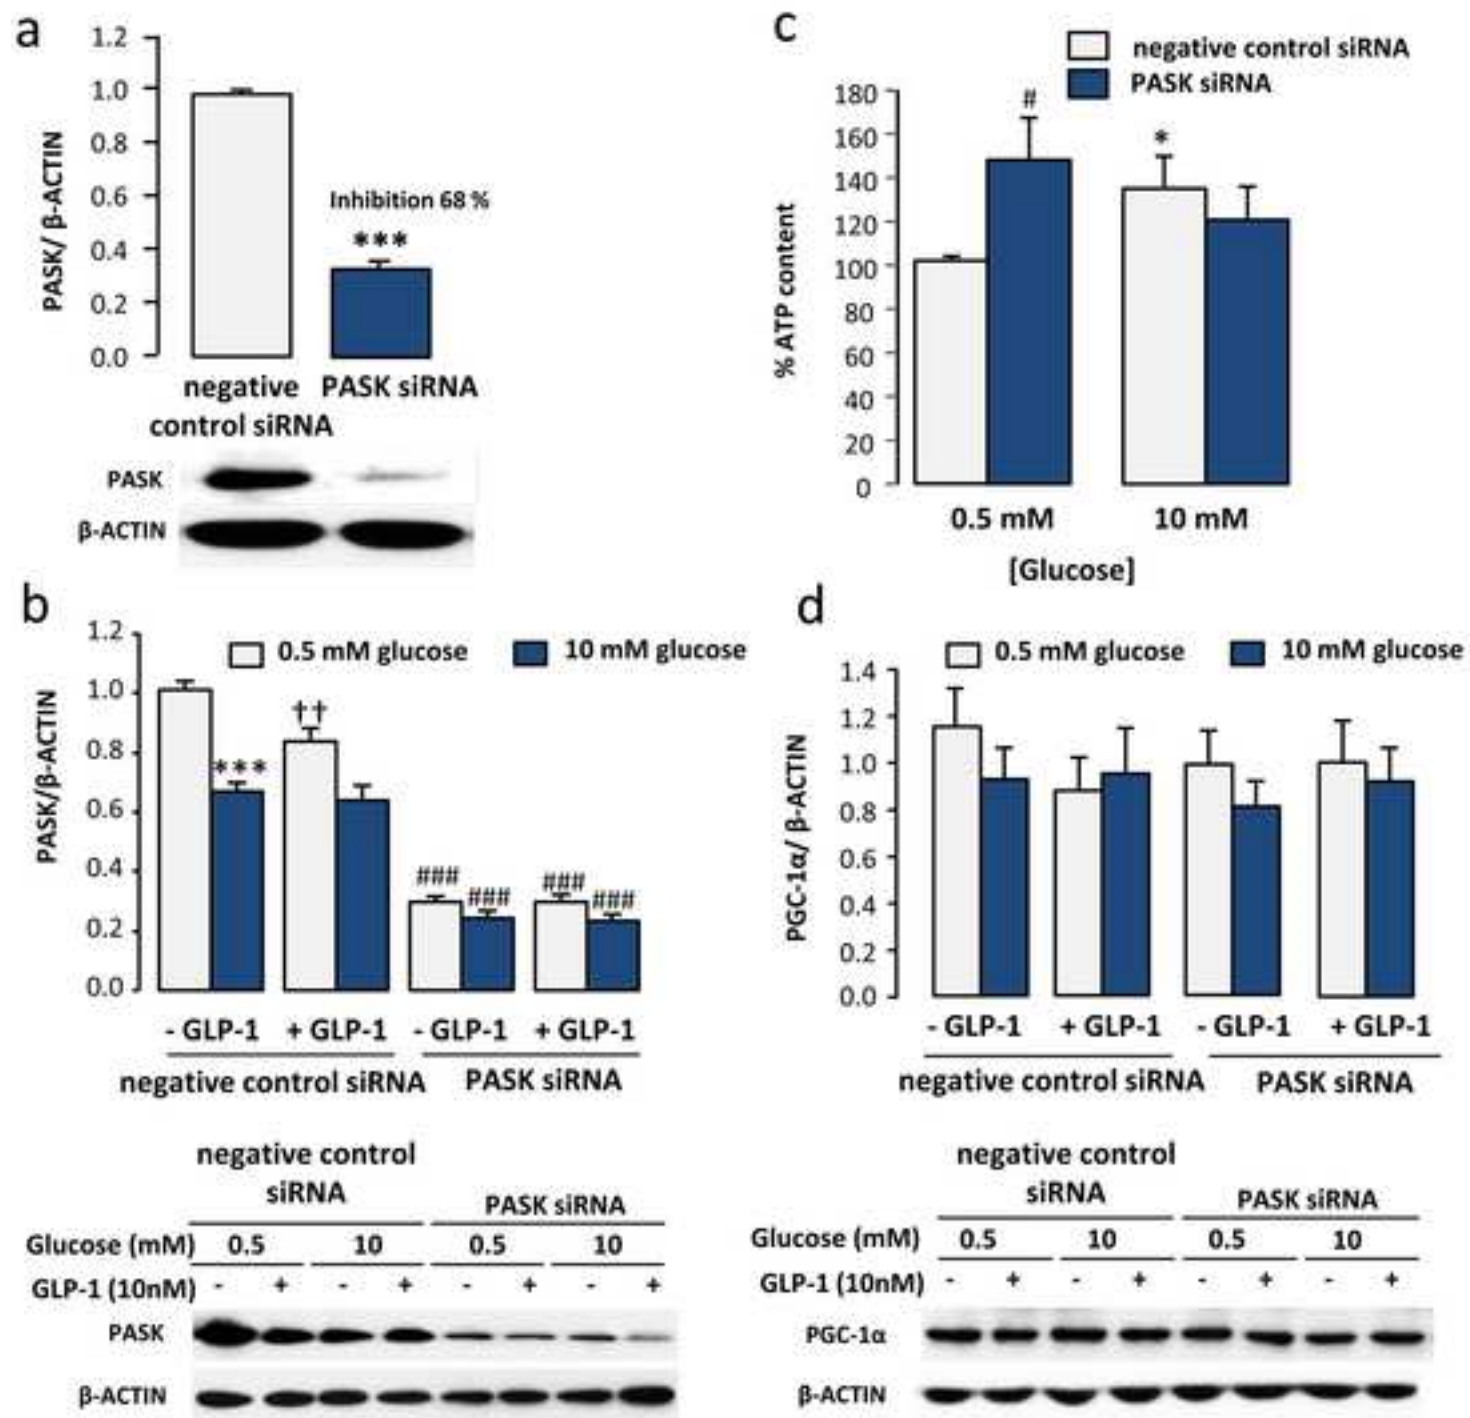 a
1.2
1.0
0.8
0.6
0.4
0.2
0.0
PASK/ β-ACTIN
Inhibition 68 %
***
negative
control siRNA
PASK siRNA
PASK
β-ACTIN
c
negative control siRNA
PASK siRNA
180
160
140
120
100
80
60
40
20
0
% ATP content
#
*
0.5 mM
10 mM
[Glucose]
b
0.5 mM glucose
10 mM glucose
1.2
1.0
0.8
0.6
0.4
0.2
0.0
PASK/β-ACTIN
***
††
###
###
###
###
- GLP-1
+ GLP-1
- GLP-1
+ GLP-1
negative control siRNA
PASK siRNA
negative control
siRNA
PASK siRNA
Glucose (mM) 0.5 10 0.5 10
GLP-1 (10nM) - + - + - + - +
PASK
β-ACTIN
d
0.5 mM glucose
10 mM glucose
1.4
1.2
1.0
0.8
0.6
0.4
0.2
0.0
PGC-1α/ β-ACTIN
- GLP-1
+ GLP-1
- GLP-1
+ GLP-1
negative control siRNA
PASK siRNA
negative control
siRNA
PASK siRNA
Glucose (mM) 0.5 10 0.5 10
GLP-1 (10nM) - + - + - + - +
PGC-1α
β-ACTIN